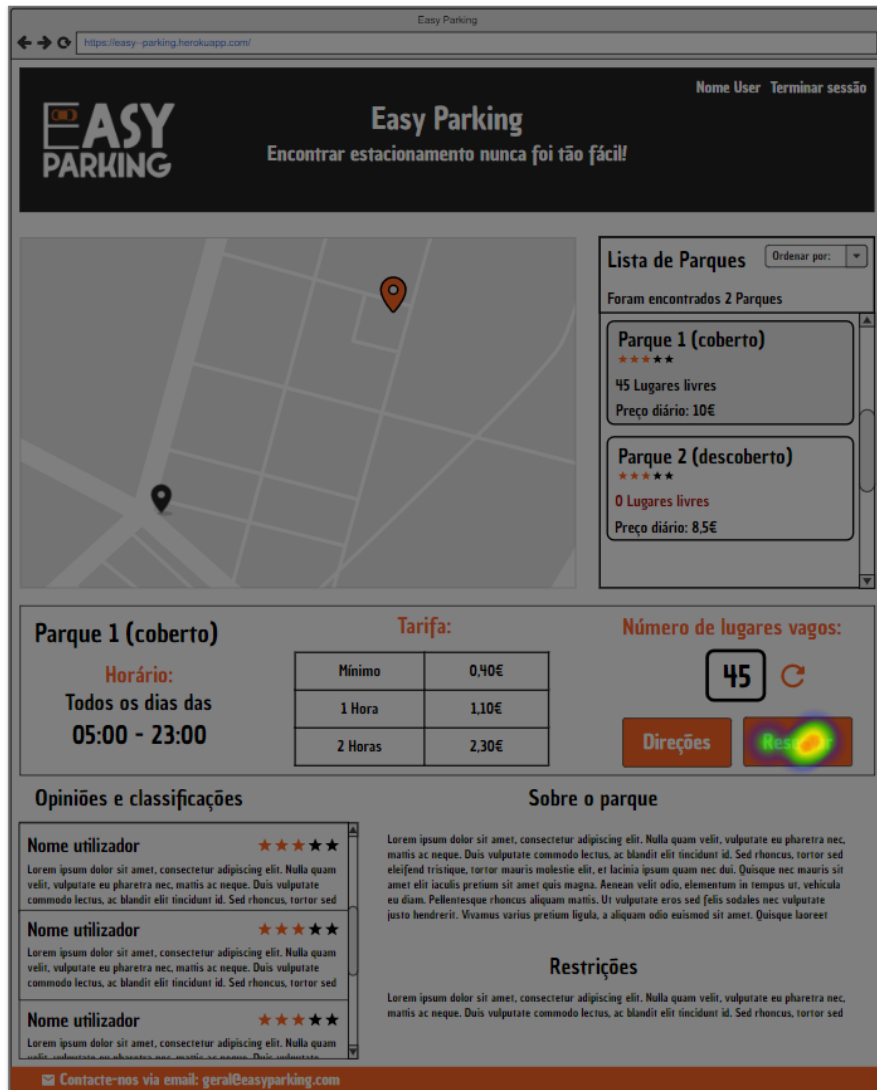 Easy Parking
https://easy--parking.herokuapp.com/
Nome User Terminar sessão
EASY
PARKING
Easy Parking
Encontrar estacionamento nunca foi tão fácil!
Lista de Parques
Ordenar por:
Foram encontrados 2 Parques
Parque 1 (coberto)
45 Lugares livres
Preço diário: 10€
Parque 2 (descoberto)
0 Lugares livres
Preço diário: 8,5€
Parque 1 (coberto)
Horário:
Todos os dias das
05:00 - 23:00
Tarifa:
Mínimo 0,40€
1 Hora 1,10€
2 Horas 2,30€
Número de lugares vagos:
45
Direções
Opiniões e classificações
Nome utilizador
Lorem ipsum dolor sit amet, consectetur adipiscing elit. Nulla quam
velit, vulputate eu pharetra nec, mattis ac neque. Duis vulputate
commodo lectus, ac blandit elit tincidunt id. Sed rhoncus, tortor sed
Nome utilizador
Lorem ipsum dolor sit amet, consectetur adipiscing elit. Nulla quam
velit, vulputate eu pharetra nec, mattis ac neque. Duis vulputate
commodo lectus, ac blandit elit tincidunt id. Sed rhoncus, tortor sed
Nome utilizador
Lorem ipsum dolor sit amet, consectetur adipiscing elit. Nulla quam
velit, vulputate eu pharetra nec, mattis ac neque. Duis vulputate
Sobre o parque
Lorem ipsum dolor sit amet, consectetur adipiscing elit. Nulla quam velit, vulputate eu pharetra nec,
mattis ac neque. Duis vulputate commodo lectus, ac blandit elit tincidunt id. Sed rhoncus, tortor sed
eleifend tristique, tortor mauris molestie elit, et lacinia ipsum quam nec dui. Quisque nec mauris sit
amet elit iaculis pretium sit amet quis magna. Aenean velit odio, elementum in tempus ut, vehicula
eu diam. Pellentesque rhoncus aliquam mattis. Ut vulputate eros sed felis sodales nec vulputate
justo hendrerit. Vivamus varius pretium ligula, a aliquam odio euismod sit amet. Quisque laoreet
Restrições
Lorem ipsum dolor sit amet, consectetur adipiscing elit. Nulla quam velit, vulputate eu pharetra nec,
mattis ac neque. Duis vulputate commodo lectus, ac blandit elit tincidunt id. Sed rhoncus, tortor sed
Contacte-nos via email: geral@easyparking.com